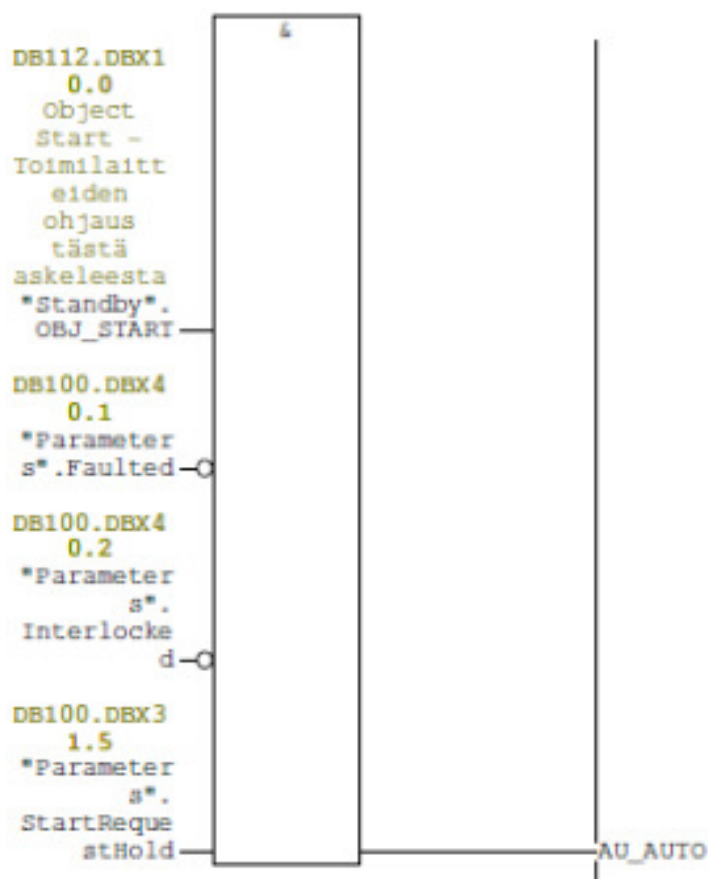 &
DB112.DBX1
0.0
Object
Start -
Toimilaitt
eiden
ohjaus
tästä
askeleesta
"Standby".
OBJ_START
DB100.DBX4
0.1
"Parameter
s".Faulted
DB100.DBX4
0.2
"Parameter
s".
Interlocke
d
DB100.DBX3
1.5
"Parameter
s".
StartReque
stHold
AU_AUTO